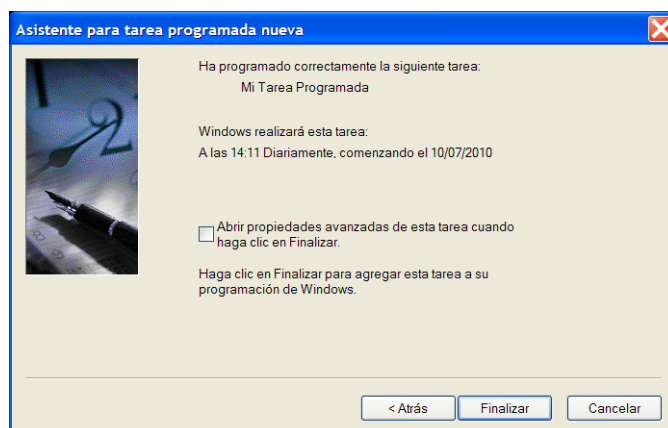 Asistente para tarea programada nueva
Ha programado correctamente la siguiente tarea:
Mi Tarea Programada
Windows realizará esta tarea:
A las 14:11 Diariamente, comenzando el 10/07/2010
Abrir propiedades avanzadas de esta tarea cuando
haga clic en Finalizar.
Haga clic en Finalizar para agregar esta tarea a su
programación de Windows.
< Atrás
Finalizar
Cancelar